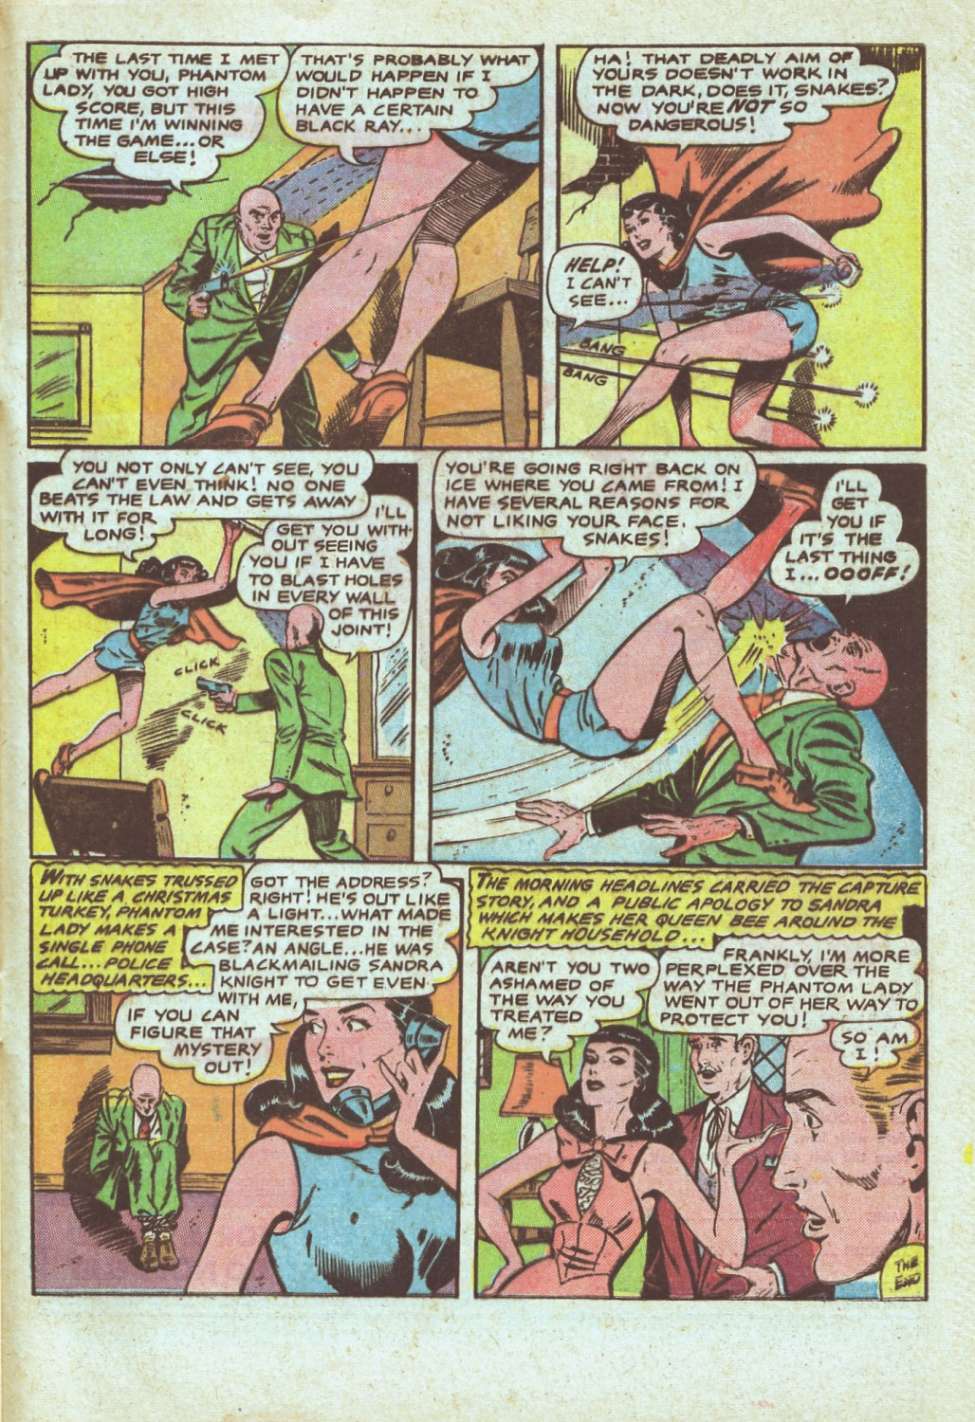 THE LAST TIME I MET
UP WITH YOU, PHANTOM
LADY, YOU GOT HIGH
SCORE, BUT THIS
TIME I'M WINNING
THE GAME...OR
ELSE!
THAT'S PROBABLY WHAT
WOULD HAPPEN IF I
DIDN'T HAPPEN TO
HAVE A CERTAIN
BLACK RAY...
HA! THAT DEADLY AIM OF
YOURS DOESN'T WORK IN
THE DARK, DOES IT, SNAKES?
NOW YOU'RE NOT SO
DANGEROUS!
HELP!
I CAN'T
SEE...
BANG
BANG
YOU NOT ONLY CAN'T SEE, YOU
CAN'T EVEN THINK! NO ONE
BEATS THE LAW AND GETS AWAY
WITH IT FOR
LONG!
I'LL
GET YOU WITH-
OUT SEEING
YOU IF I HAVE
TO BLAST HOLES
IN EVERY WALL
OF THIS
JOINT!
CLICK
CLICK
YOU'RE GOING RIGHT BACK ON
ICE WHERE YOU CAME FROM! I
HAVE SEVERAL REASONS FOR
NOT LIKING YOUR FACE,
SNAKES!
I'LL
GET
YOU IF
IT'S THE
LAST THING
I...OOOFF!
WITH SNAKES TRUSSED
UP LIKE A CHRISTMAS
TURKEY, PHANTOM
LADY MAKES A
SINGLE PHONE
CALL...POLICE
HEADQUARTERS...
GOT THE ADDRESS?
RIGHT! HE'S OUT LIKE
A LIGHT...WHAT MADE
ME INTERESTED IN THE
CASE? AN ANGLE...HE WAS
BLACKMAILING SANDRA
KNIGHT TO GET EVEN
WITH ME,
IF YOU CAN
FIGURE THAT
MYSTERY
OUT!
THE MORNING HEADLINES CARRIED THE CAPTURE
STORY, AND A PUBLIC APOLOGY TO SANDRA
WHICH MAKES HER QUEEN BEE AROUND THE
KNIGHT HOUSEHOLD...
AREN'T YOU TWO
ASHAMED OF
THE WAY YOU
TREATED
ME?
FRANKLY, I'M MORE
PERPLEXED OVER THE
WAY THE PHANTOM LADY
WENT OUT OF HER WAY TO
PROTECT YOU!
SO AM
I!
THE
END